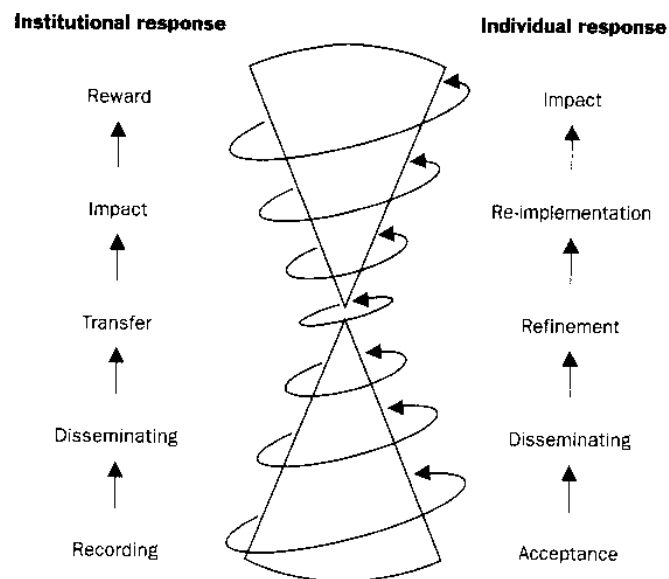 Institutional response
Individual response
Reward
Impact
Impact
Re-implementation
Transfer
Refinement
Disseminating
Disseminating
Recording
Acceptance